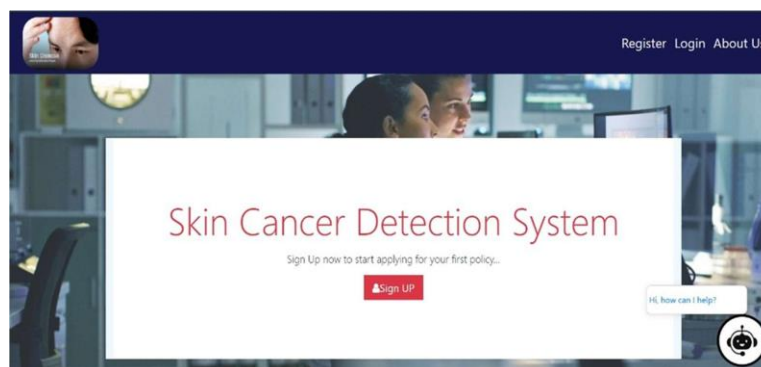 Register Login About Us
Skin Cancer Detection System
Sign Up now to start applying for your first policy...
Sign UP
Hi, how can I help?